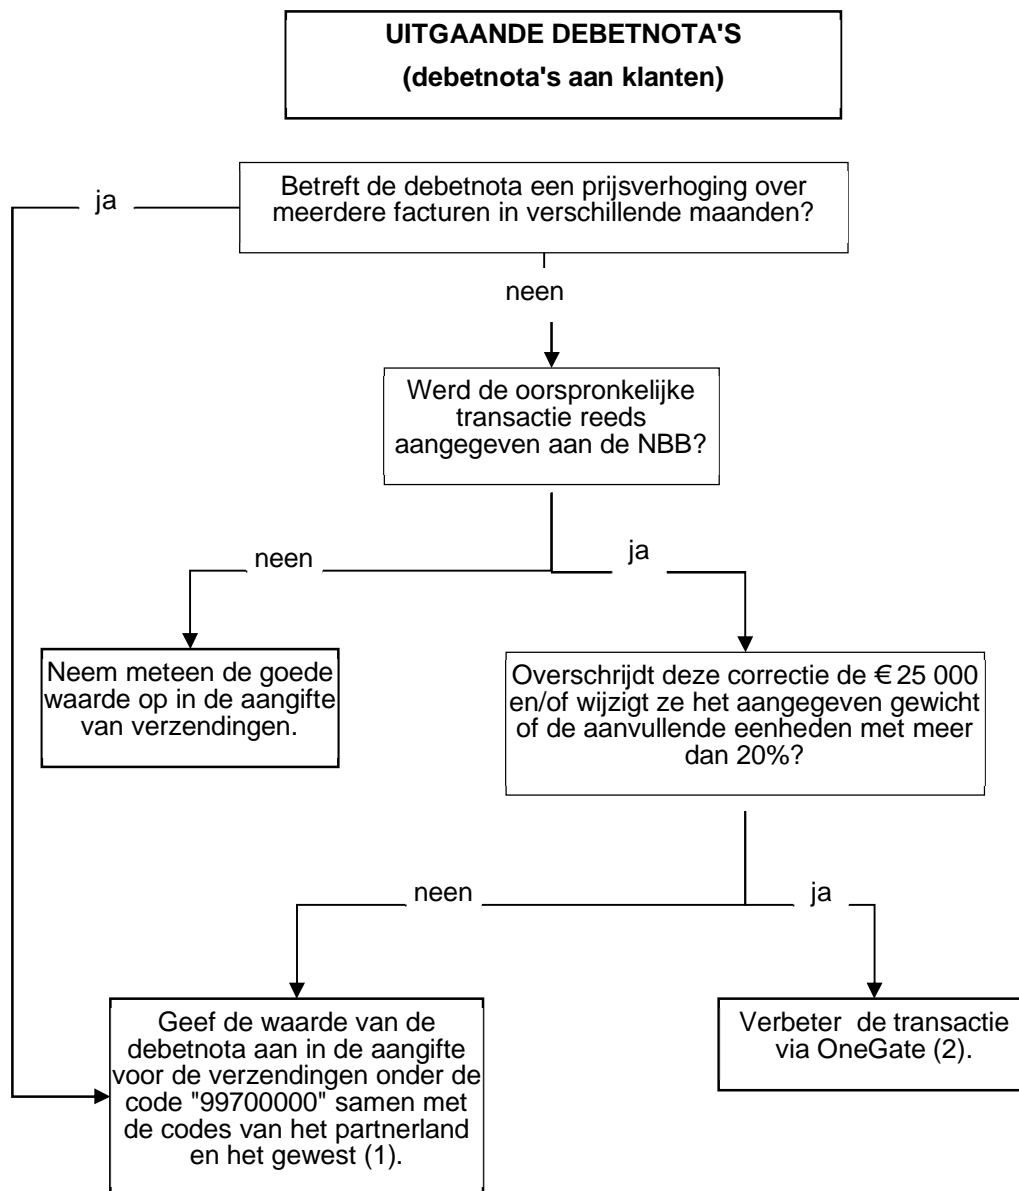 UITGAANDE DEBETNOTA'S
(debetnota's aan klanten)
ja
Betreft de debetnota een prijsverhoging over
meerdere facturen in verschillende maanden?
neen
Werd de oorspronkelijke
transactie reeds
aangegeven aan de NBB?
neen
ja
Neem meteen de goede
waarde op in de aangifte
van verzendingen.
Overschrijdt deze correctie de € 25 000
en/of wijzigt ze het aangegeven gewicht
of de aanvullende eenheden met meer
dan 20%?
neen
ja
Geef de waarde van de
debetnota aan in de aangifte
voor de verzendingen onder de
code "99700000" samen met
de codes van het partnerland
en het gewest (1).
Verbeter de transactie
via OneGate (2).